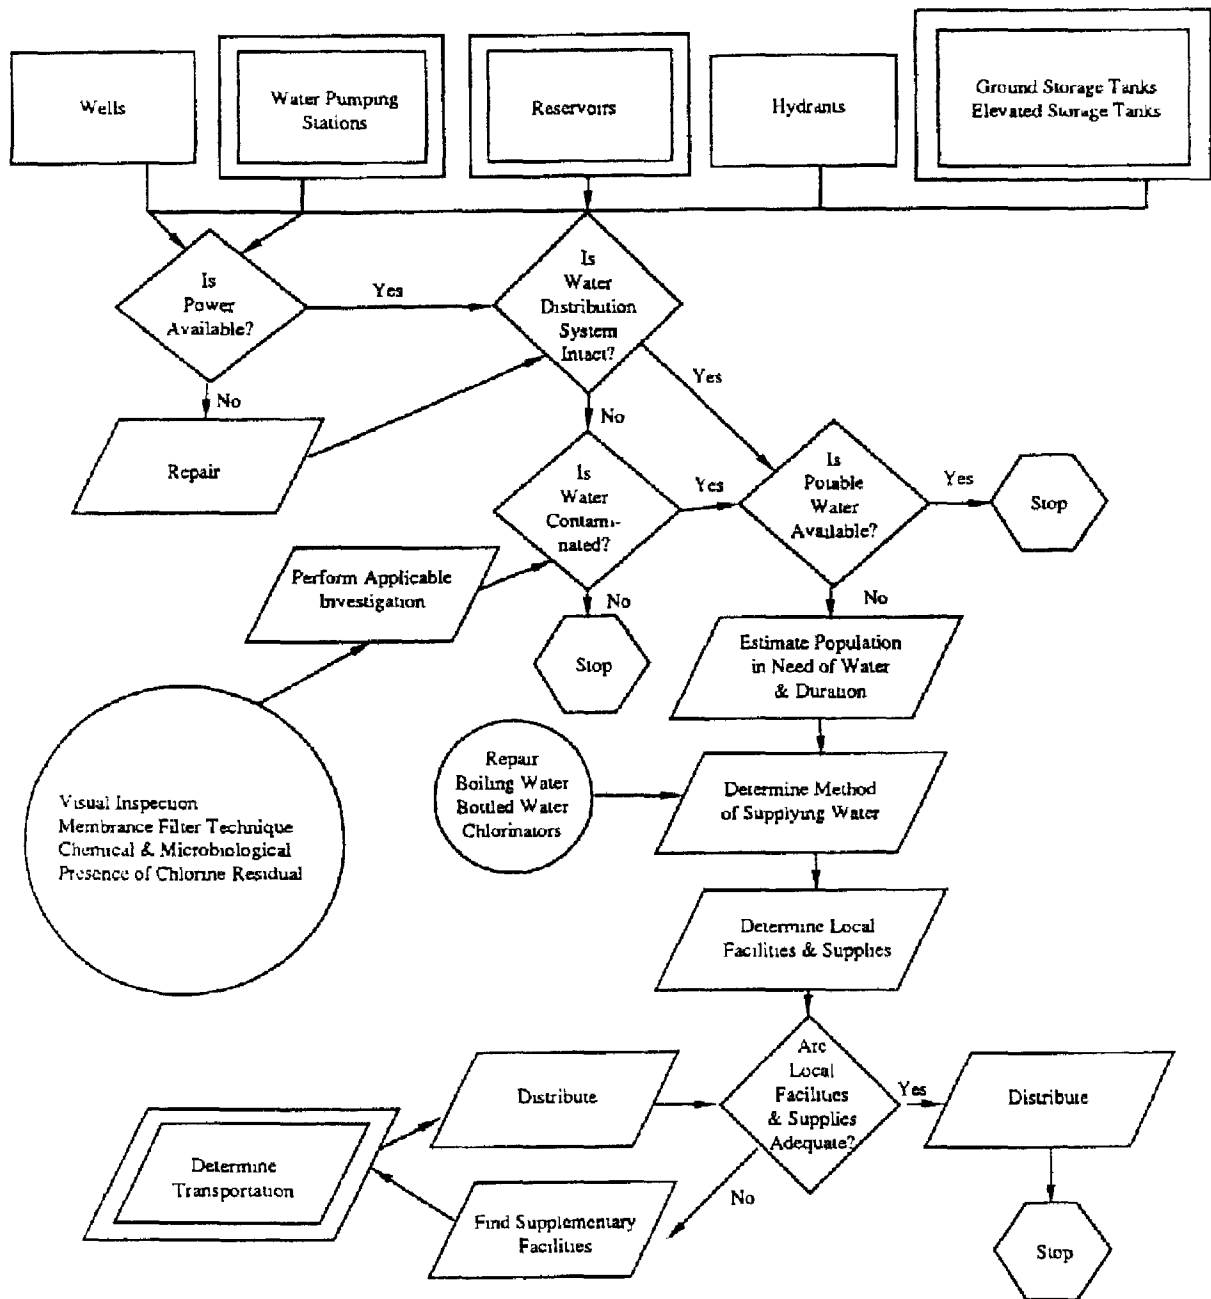 Wells
Water Pumping
Stations
Reservoirs
Hydrants
Ground Storage Tanks
Elevated Storage Tanks
Is
Power
Available?
Yes
Is
Water
Distribution
System
Intact?
No
Yes
Repair
No
Is
Water
Contami-
nated?
Yes
Is
Potable
Water
Available?
Yes
Stop
Perform Applicable
Investigation
No
Stop
No
Estimate Population
in Need of Water
& Duration
Visual Inspection
Membrance Filter Technique
Chemical & Microbiological
Presence of Chlorine Residual
Repair
Boiling Water
Bottled Water
Chlorinators
Determine Method
of Supplying Water
Determine Local
Facilities & Supplies
Are
Local
Facilities
& Supplies
Adequate?
Yes
Distribute
Distribute
Determine
Transportation
No
Find Supplementary
Facilities
Stop